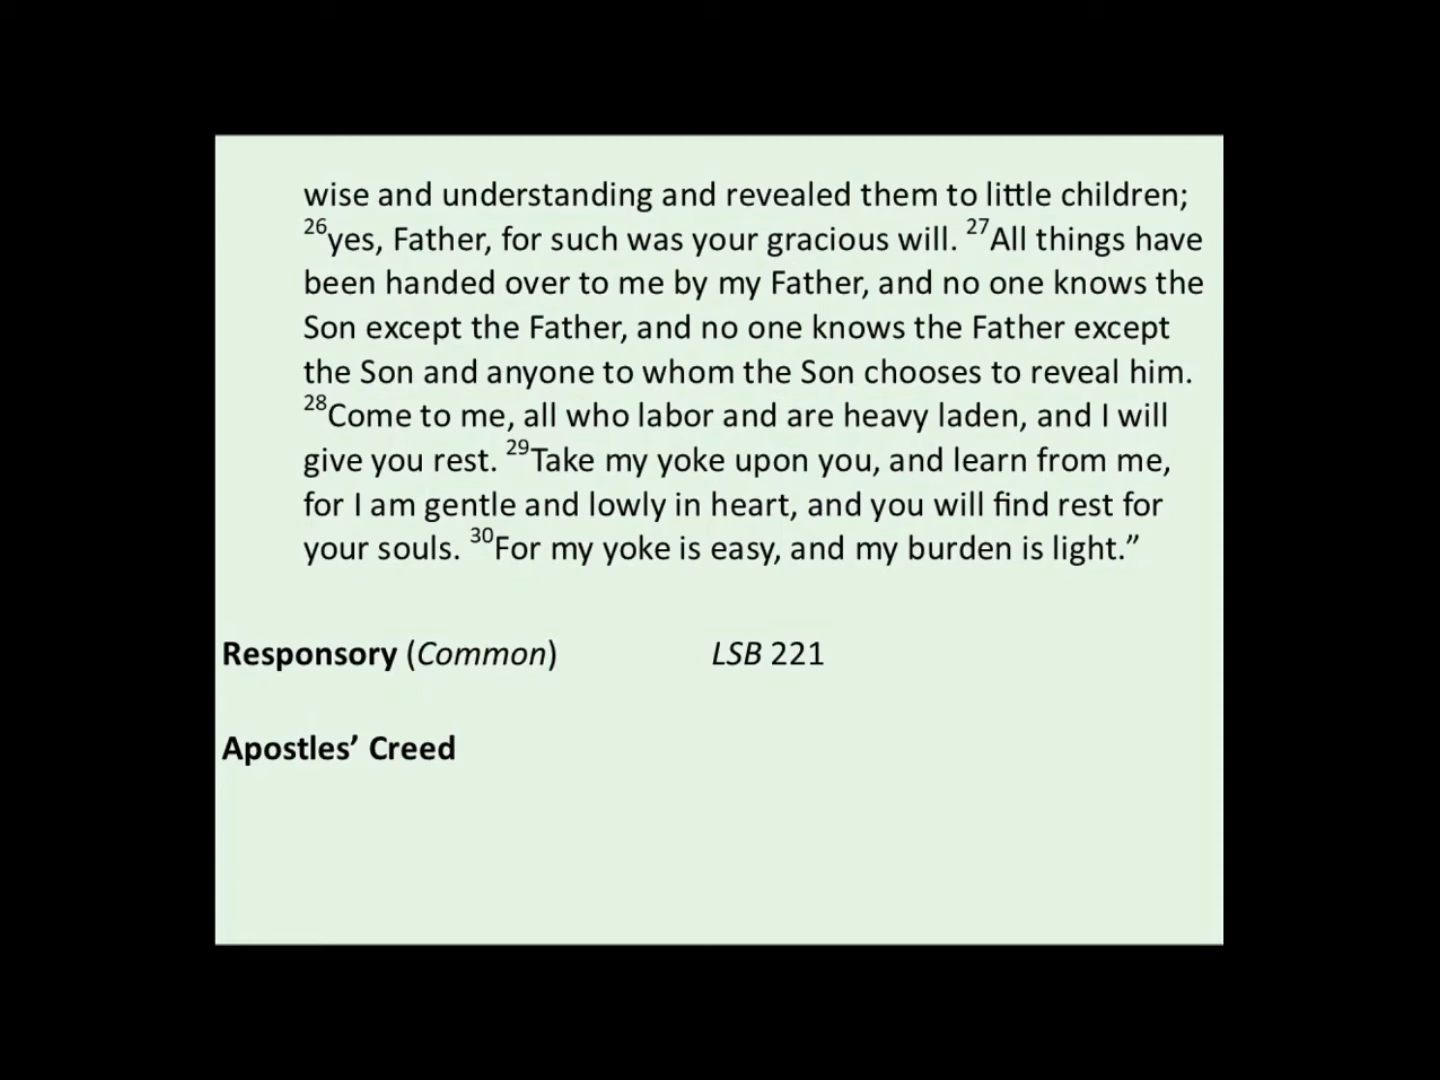 wise and understanding and revealed them to little children;
26yes, Father, for such was your gracious will. 27All things have
been handed over to me by my Father, and no one knows the
Son except the Father, and no one knows the Father except
the Son and anyone to whom the Son chooses to reveal him.
28Come to me, all who labor and are heavy laden, and I will
give you rest. 29Take my yoke upon you, and learn from me,
for I am gentle and lowly in heart, and you will find rest for
your souls. 30For my yoke is easy, and my burden is light.”
Responsory (Common) LSB 221
Apostles’ Creed